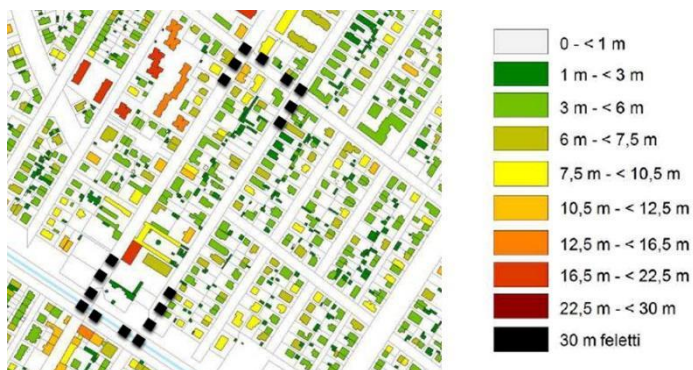 0 - < 1 m
1 m - < 3 m
3 m - < 6 m
6 m - < 7,5 m
7,5 m - < 10,5 m
10,5 m - < 12,5 m
12,5 m - < 16,5 m
16,5 m - < 22,5 m
22,5 m - < 30 m
30 m feletti